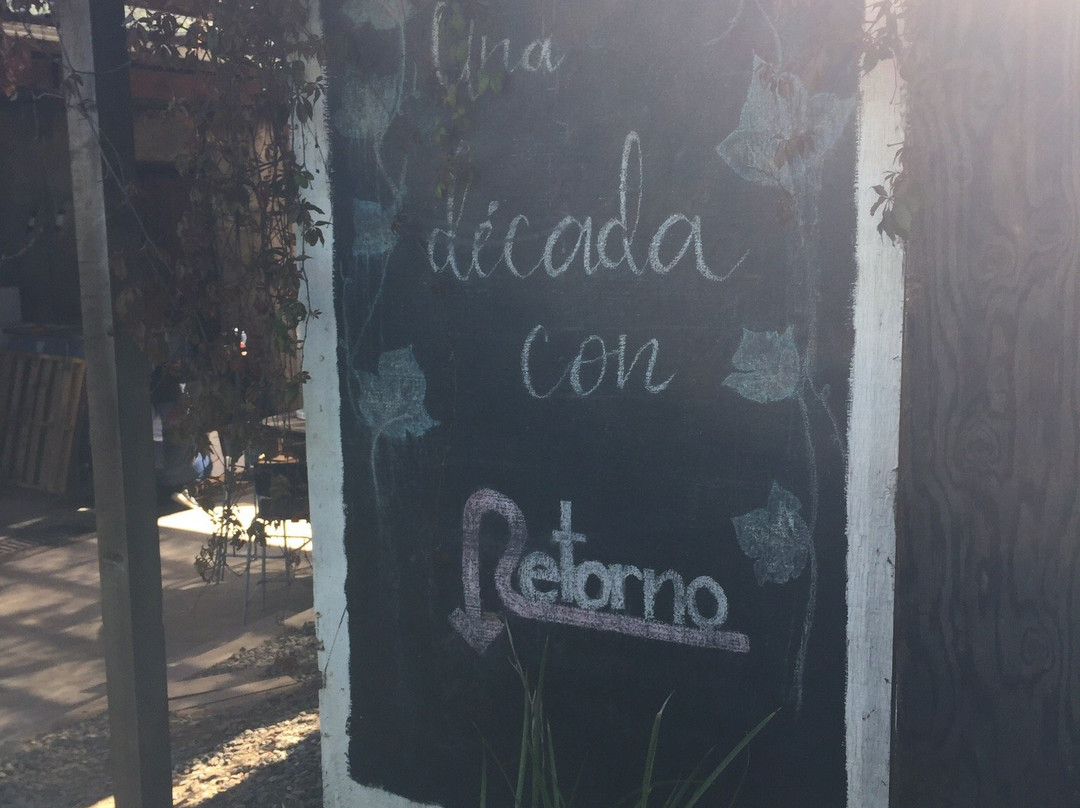 Una
década
con
Retorno